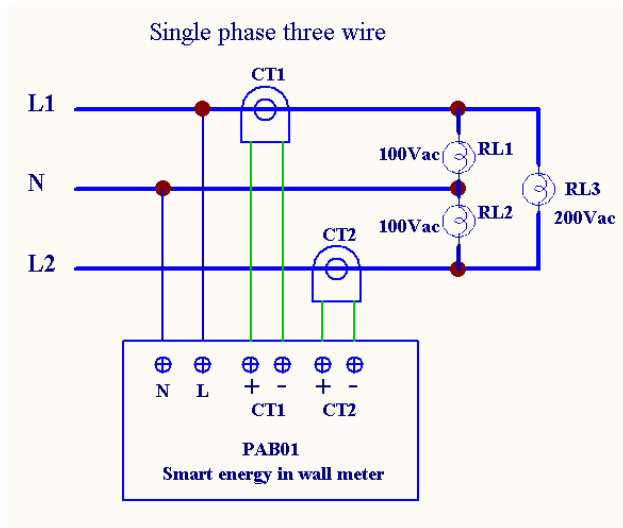 Single phase three wire
CT1
L1
100Vac RL1
N
RL3
100Vac RL2
200Vac
CT2
L2
N L + - + -
CT1 CT2
PAB01
Smart energy in wall meter